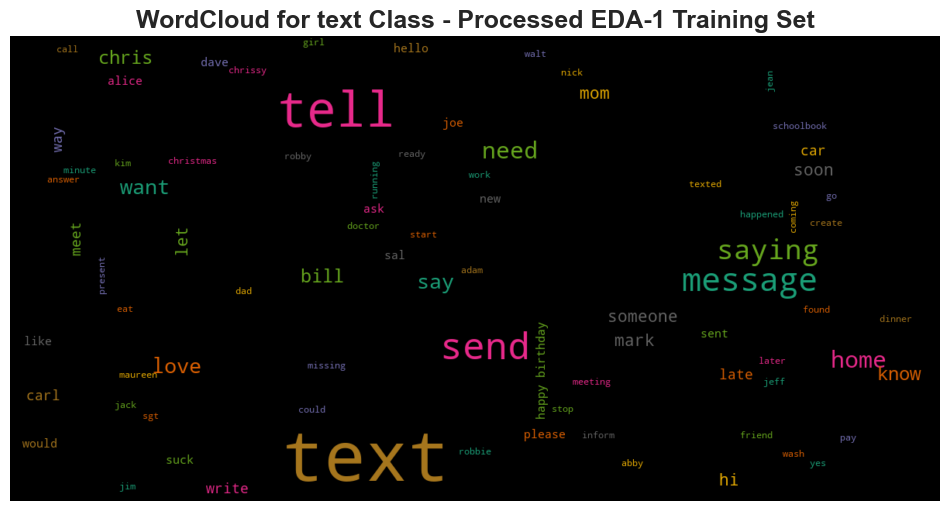 WordCloud for text Class - Processed EDA-1 Training Set
call
girl
hello
chris
dave
walt
chrissy
nick
alice
jean
mom
tell
joe
schoolbook
way
need
car
robby
ready
kim
christmas
minute
soon
answer
running
work
want
texted
new
go
ask
happened
coming
create
doctor
meet
let
start
saying
sal
present
bill
say
adam
message
dad
eat
found
someone
dinner
like
send
mark
sent
happy birthday
love
missing
later
home
maureen
meeting
late
jeff
know
carl
jack
could
stop
sgt
would
text
please
inform
friend
pay
suck
robbie
abby
wash
yes
jim
write
hi